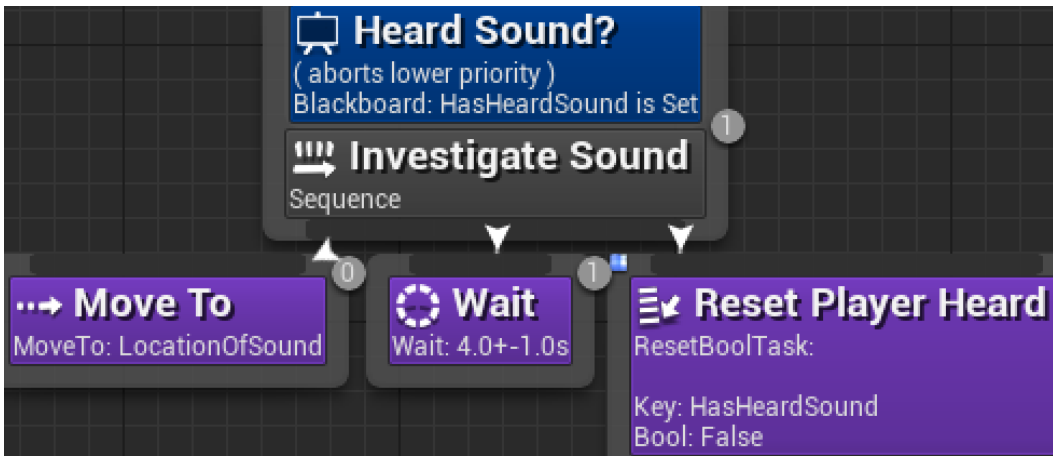 Heard Sound?
( aborts lower priority )
Blackboard: HasHeardSound is Set
1
Investigate Sound
Sequence
0
Move To
MoveTo: LocationOfSound
1
Wait
Wait: 4.0+-1.0s
Reset Player Heard
ResetBoolTask:
Key: HasHeardSound
Bool: False